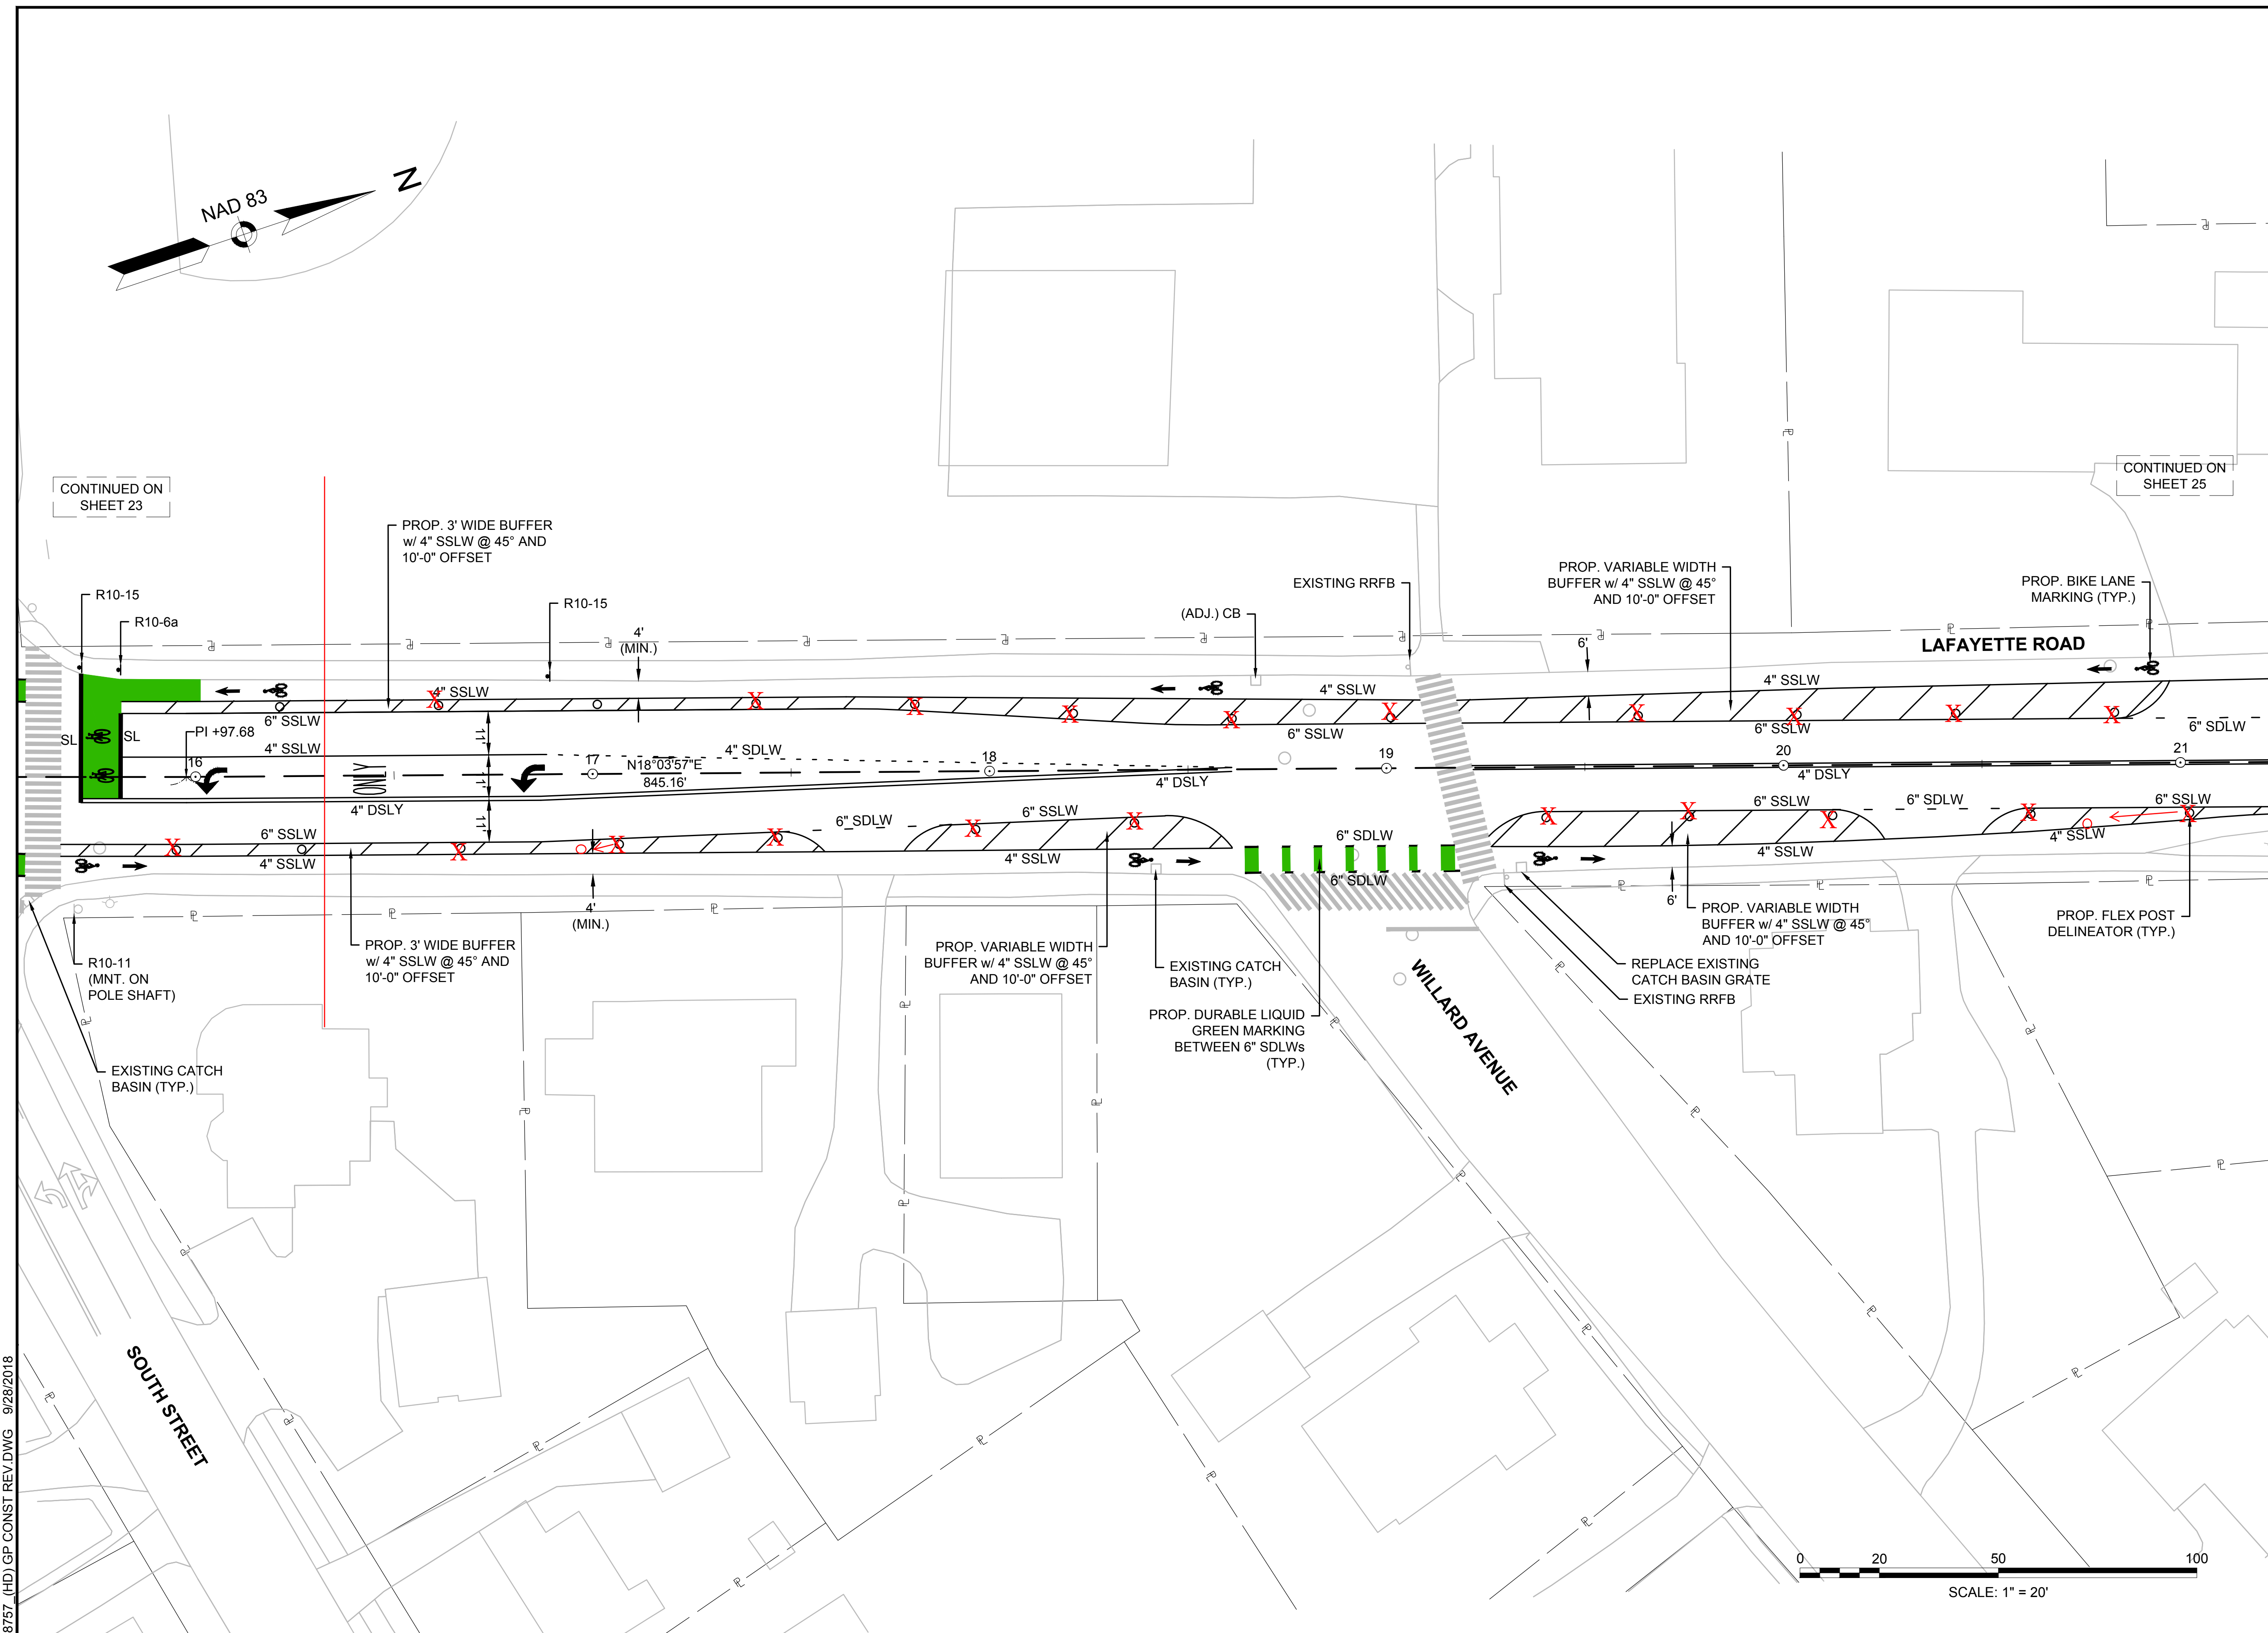 NAD 83
N
CONTINUED ON
SHEET 23
CONTINUED ON
SHEET 25
PROP. 3' WIDE BUFFER
w/ 4" SSLW @ 45° AND
10'-0" OFFSET
R10-15
R10-6a
R10-15
4'
(MIN.)
(ADJ.) CB
EXISTING RRFB
PROP. VARIABLE WIDTH
BUFFER w/ 4" SSLW @ 45°
AND 10'-0" OFFSET
6'
PROP. BIKE LANE
MARKING (TYP.)
LAFAYETTE ROAD
4" SSLW
4" SSLW
4" SSLW
6" SSLW
6" SSLW
6" SSLW
6" SDLW
SL
SL
PI +97.68
4" SSLW
11'
11'
11'
4" SDLW
16
17
18
19
20
21
ONLY
N18°03'57"E
845.16'
4" DSLY
4" DSLY
4" DSLY
6" SSLW
4" SSLW
6" SDLW
6" SSLW
4" SSLW
6" SDLW
6" SDLW
6" SSLW
4" SSLW
6" SDLW
6" SSLW
4" SSLW
X X X X X X X X X X X
X X X X X X X X X X X X
4'
(MIN.)
6'
R10-11
(MNT. ON
POLE SHAFT)
PROP. 3' WIDE BUFFER
w/ 4" SSLW @ 45° AND
10'-0" OFFSET
PROP. VARIABLE WIDTH
BUFFER w/ 4" SSLW @ 45°
AND 10'-0" OFFSET
EXISTING CATCH
BASIN (TYP.)
PROP. DURABLE LIQUID
GREEN MARKING
BETWEEN 6" SDLWs
(TYP.)
PROP. VARIABLE WIDTH
BUFFER w/ 4" SSLW @ 45°
AND 10'-0" OFFSET
REPLACE EXISTING
CATCH BASIN GRATE
EXISTING RRFB
PROP. FLEX POST
DELINEATOR (TYP.)
EXISTING CATCH
BASIN (TYP.)
WILLARD AVENUE
SOUTH STREET
0 20 50 100
SCALE: 1" = 20'
8757_(HD) GP CONST REV.DWG 9/28/2018